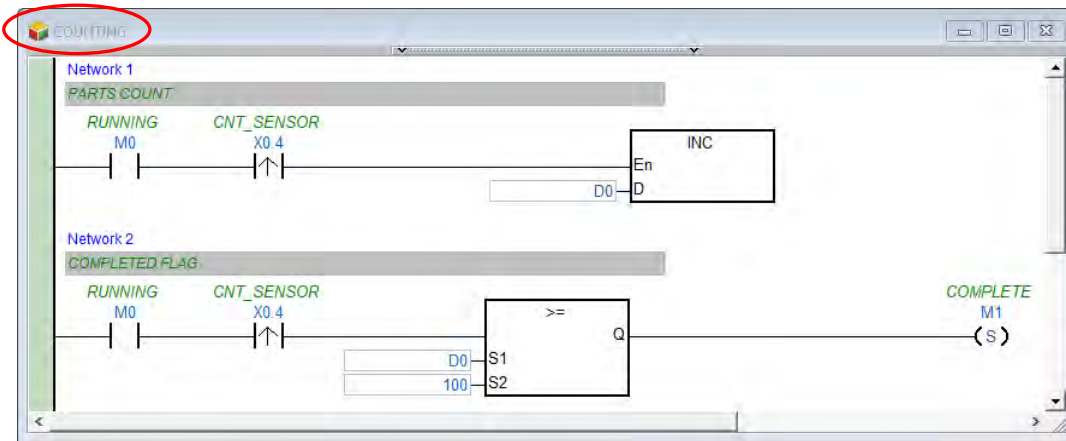 COUNTING
Network 1
PARTS COUNT
RUNNING CNT_SENSOR
M0 X0.4 INC
En
D0 D
Network 2
COMPLETED FLAG
RUNNING CNT_SENSOR COMPLETE
M0 X0.4 >= M1
Q S
D0 S1
100 S2